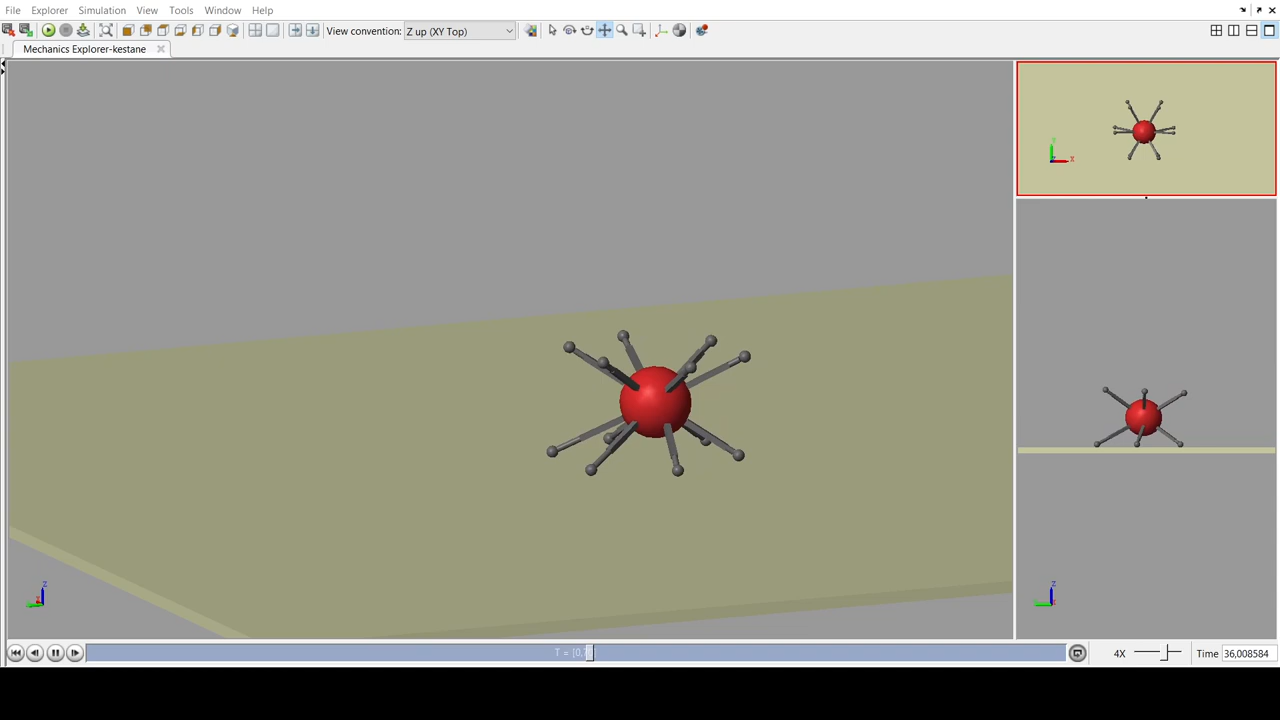 File Explorer Simulation View Tools Window Help
View convention: Z up (XY Top)
Mechanics Explorer-kestane
Y
X
Z
Z
4X
Time 36,008584